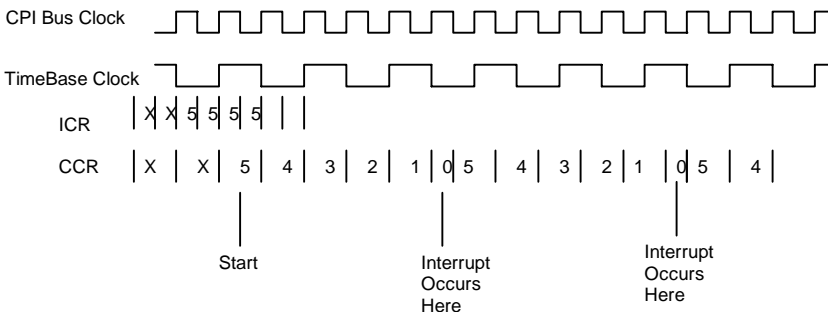 CPI Bus Clock
TimeBase Clock
ICR X X 5 5 5 5
CCR X X 5 4 3 2 1 0 5 4 3 2 1 0 5 4
Start
Interrupt
Occurs
Here
Interrupt
Occurs
Here